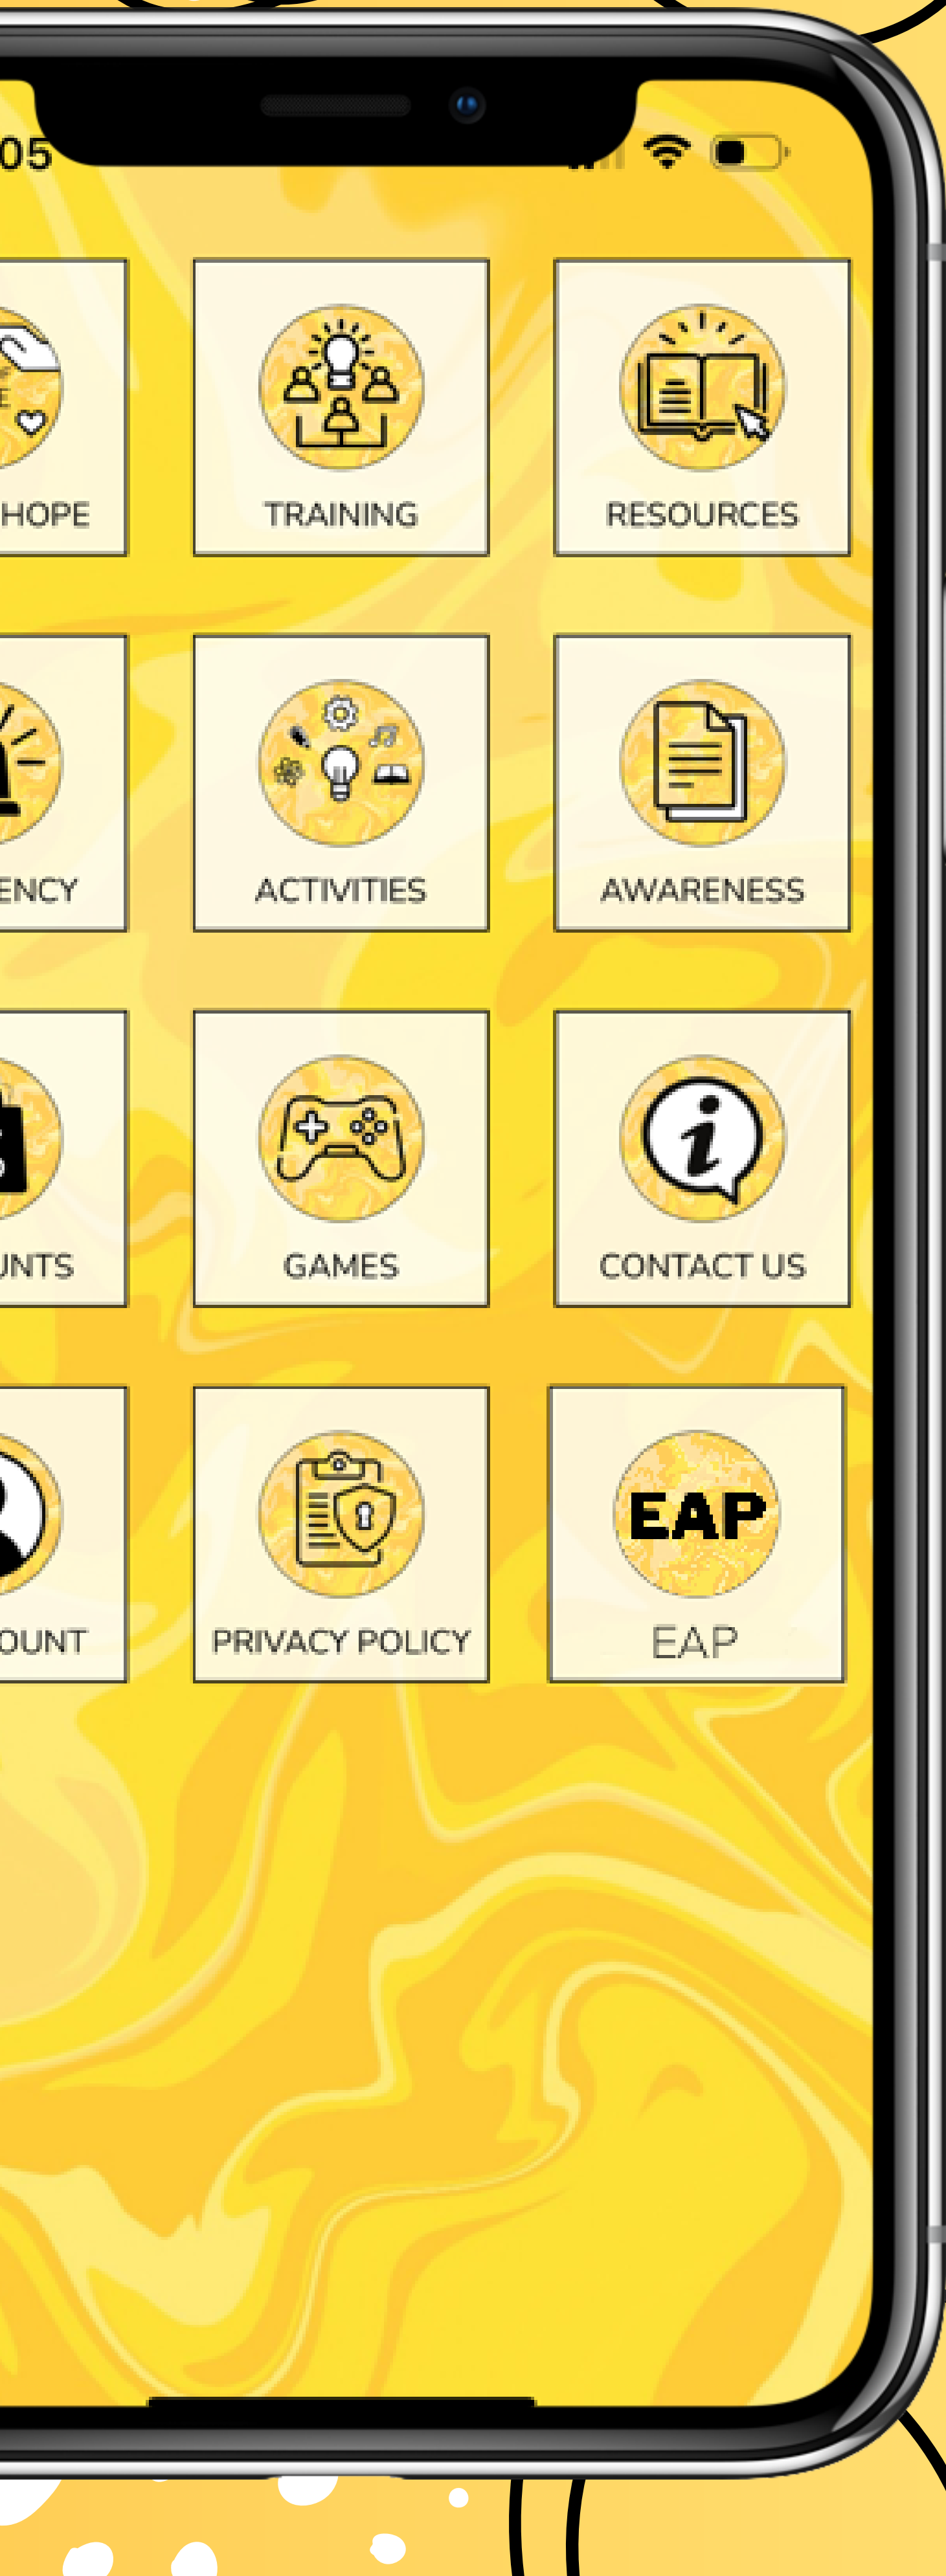 05
HOPE
TRAINING
RESOURCES
ENCY
ACTIVITIES
AWARENESS
UNTS
GAMES
CONTACT US
OUNT
PRIVACY POLICY
EAP
EAP